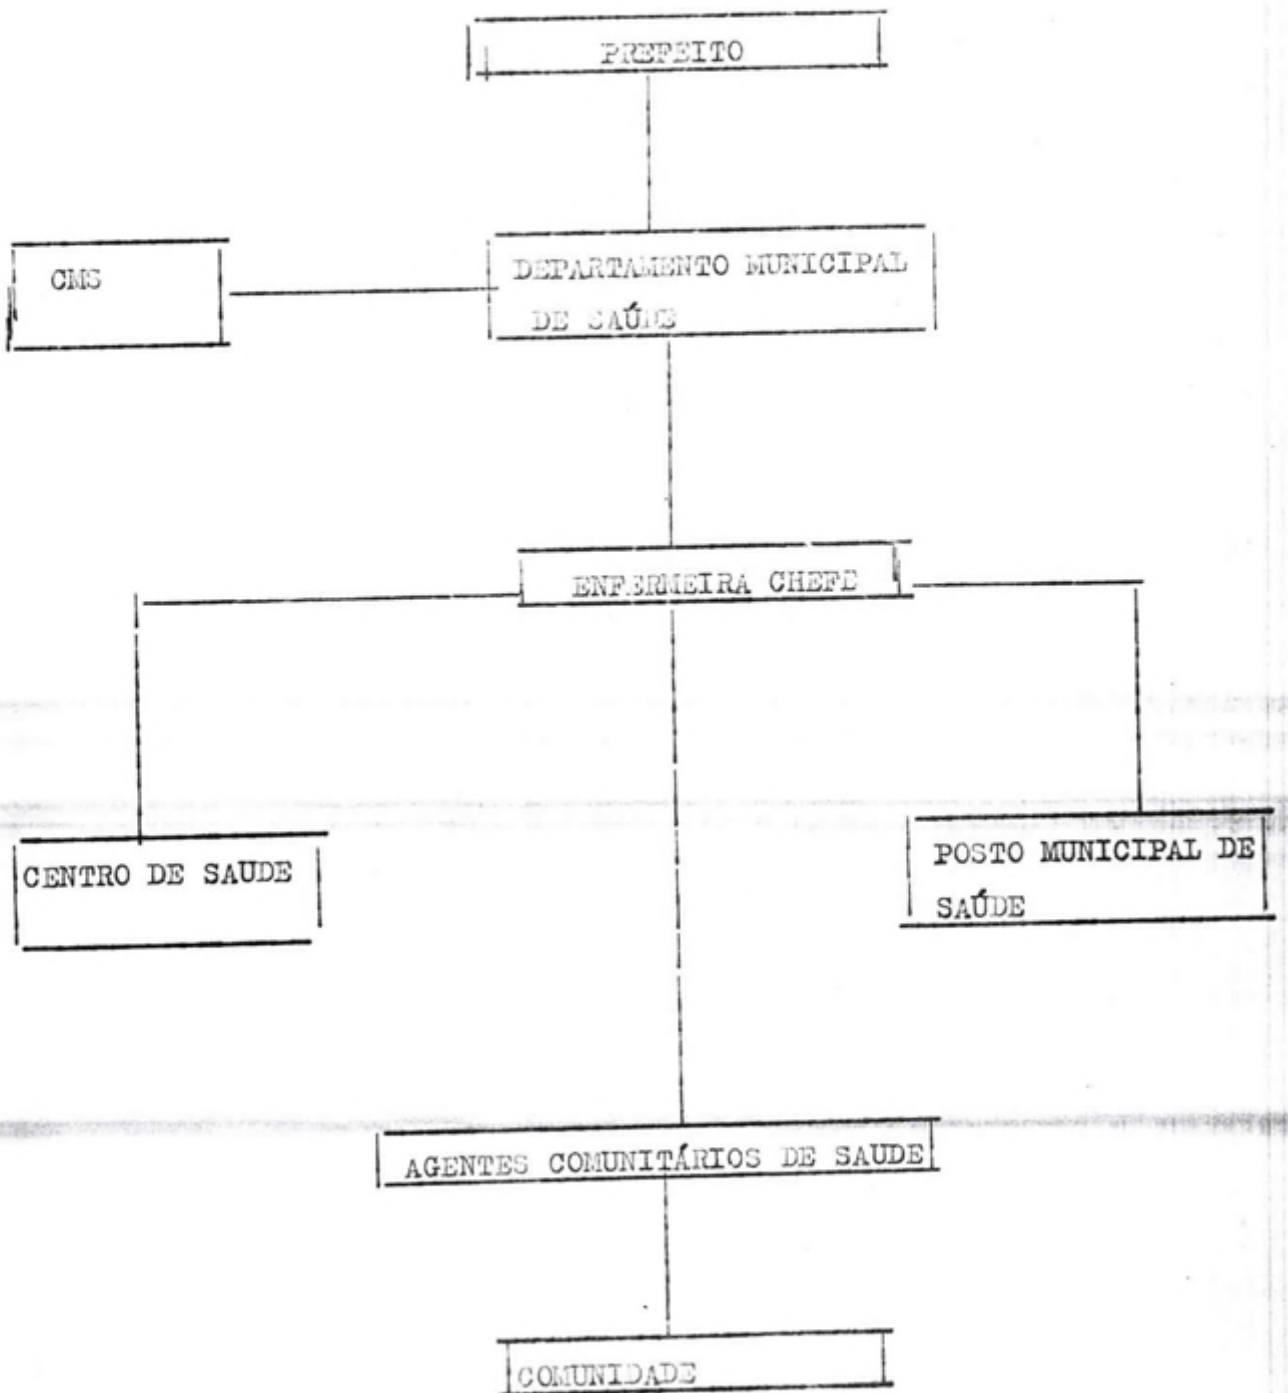 PREFEITO
CMS
DEPARTAMENTO MUNICIPAL
DE SAÚDE
ENFERMEIRA CHEFE
CENTRO DE SAUDE
POSTO MUNICIPAL DE
SAÚDE
AGENTES COMUNITÁRIOS DE SAUDE
COMUNIDADE